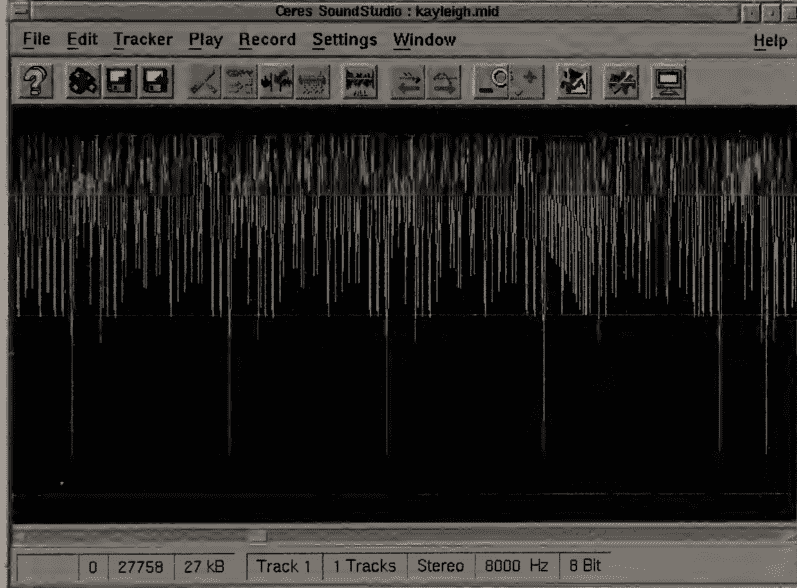 Ceres SoundStudio : kayleigh.mid
File Edit Tracker Play Record Settings Window Help
0 27758 27 kB Track 1 1 Tracks Stereo 8000 Hz 8 Bit